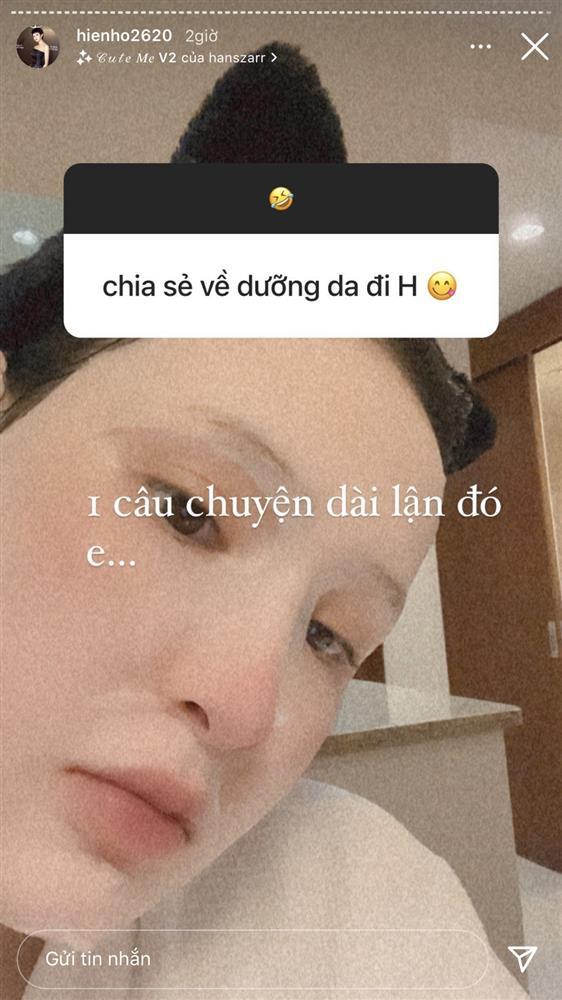 hienho2620 2giờ
𝓒𝓾𝓽𝓮 𝓜𝓮 V2 của hanszarr >
🤣
chia sẻ về dưỡng da đi H 😋
1 câu chuyện dài lận đó
e...
Gửi tin nhắn